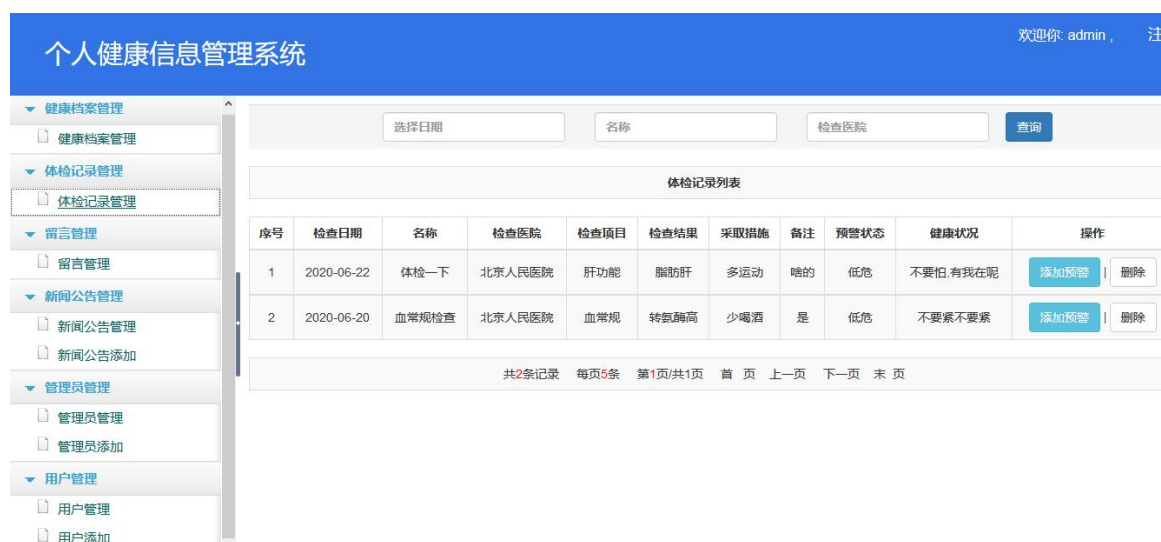 个人健康信息管理系统
欢迎你: admin , 注
健康档案管理
健康档案管理
体检记录管理
体检记录管理
留言管理
留言管理
新闻公告管理
新闻公告管理
新闻公告添加
管理员管理
管理员管理
管理员添加
用户管理
用户管理
用户添加
选择日期 名称 检查医院 查询
体检记录列表
序号 检查日期 名称 检查医院 检查项目 检查结果 采取措施 备注 预警状态 健康状况 操作
1 2020-06-22 体检一下 北京人民医院 肝功能 脂肪肝 多运动 啥的 低危 不要怕,有我在呢 添加预警 | 删除
2 2020-06-20 血常规检查 北京人民医院 血常规 转氨酶高 少喝酒 是 低危 不要紧不要紧 添加预警 | 删除
共2条记录 每页5条 第1页/共1页 首 页 上一页 下一页 末 页